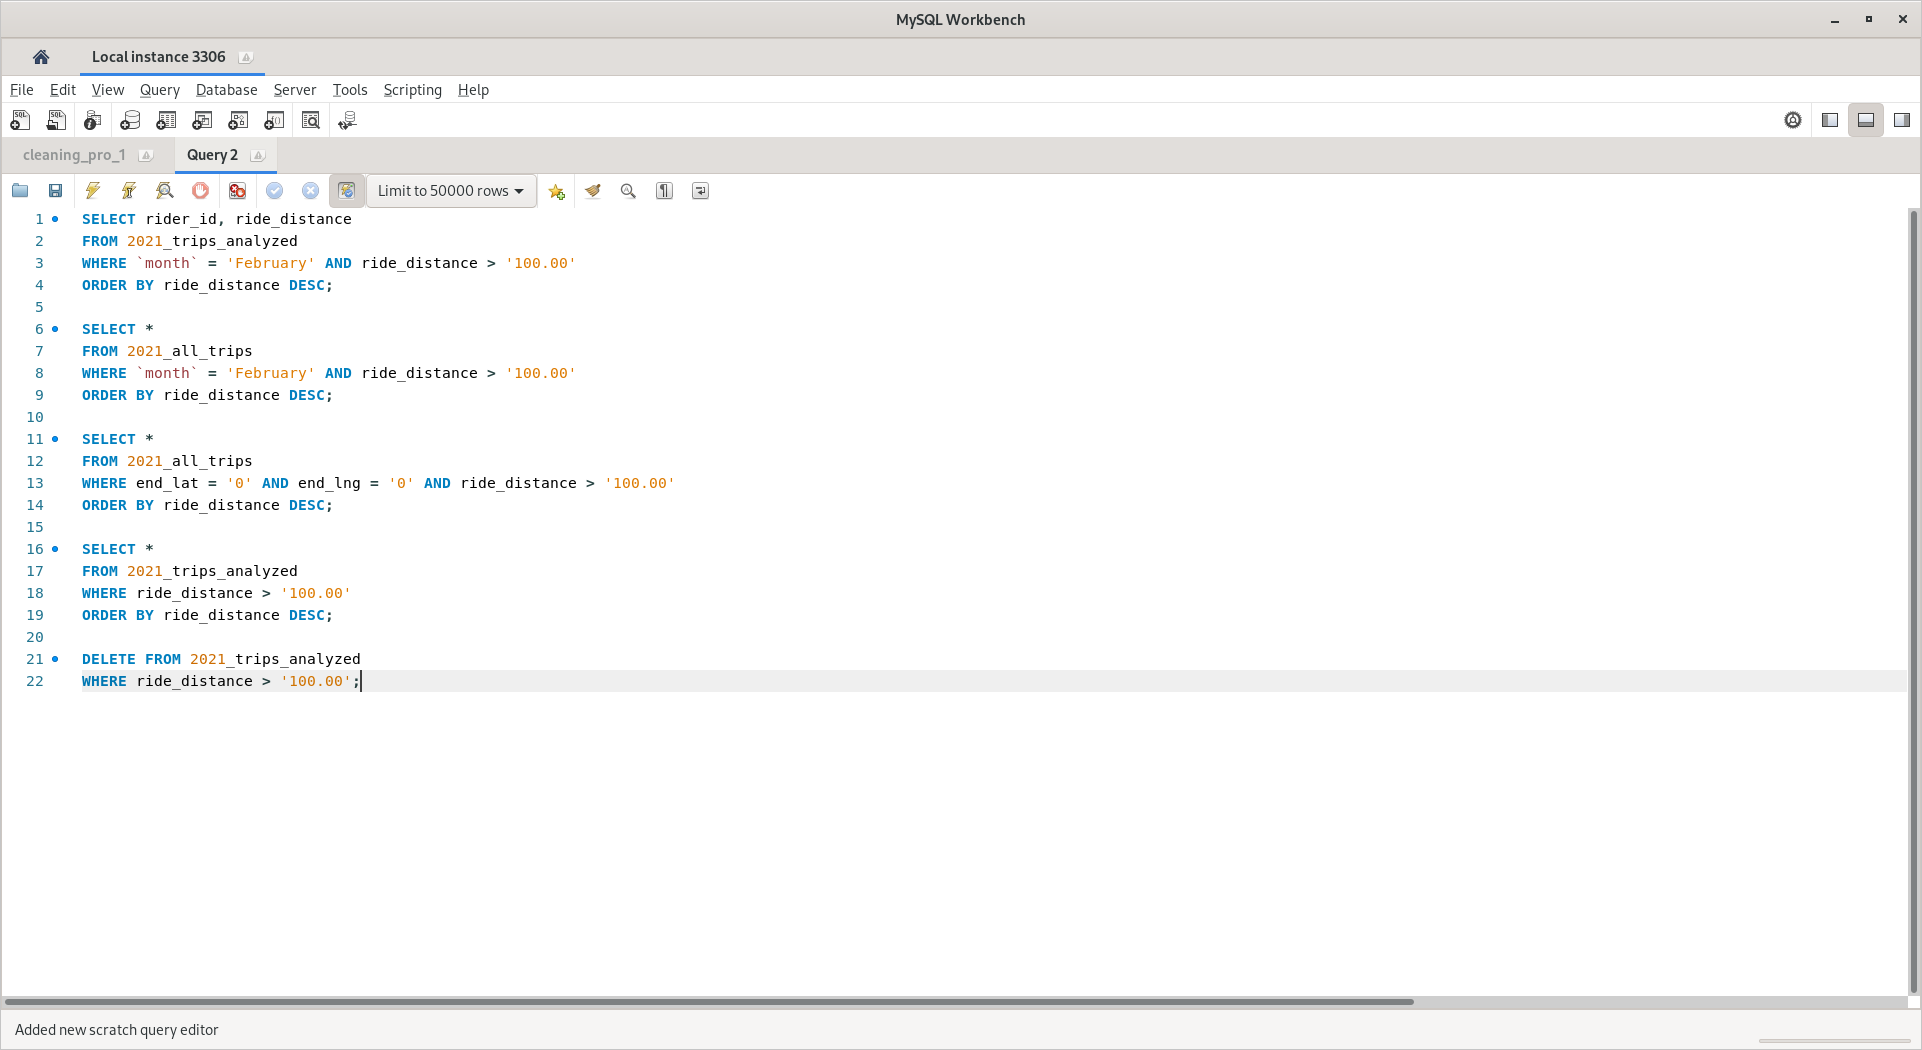 MySQL Workbench
Local instance 3306
File Edit View Query Database Server Tools Scripting Help
cleaning_pro_1 Query 2
Limit to 50000 rows
1 SELECT rider_id, ride_distance
2 FROM 2021_trips_analyzed
3 WHERE `month` = 'February' AND ride_distance > '100.00'
4 ORDER BY ride_distance DESC;
5
6 SELECT *
7 FROM 2021_all_trips
8 WHERE `month` = 'February' AND ride_distance > '100.00'
9 ORDER BY ride_distance DESC;
10
11 SELECT *
12 FROM 2021_all_trips
13 WHERE end_lat = '0' AND end_lng = '0' AND ride_distance > '100.00'
14 ORDER BY ride_distance DESC;
15
16 SELECT *
17 FROM 2021_trips_analyzed
18 WHERE ride_distance > '100.00'
19 ORDER BY ride_distance DESC;
20
21 DELETE FROM 2021_trips_analyzed
22 WHERE ride_distance > '100.00';
Added new scratch query editor